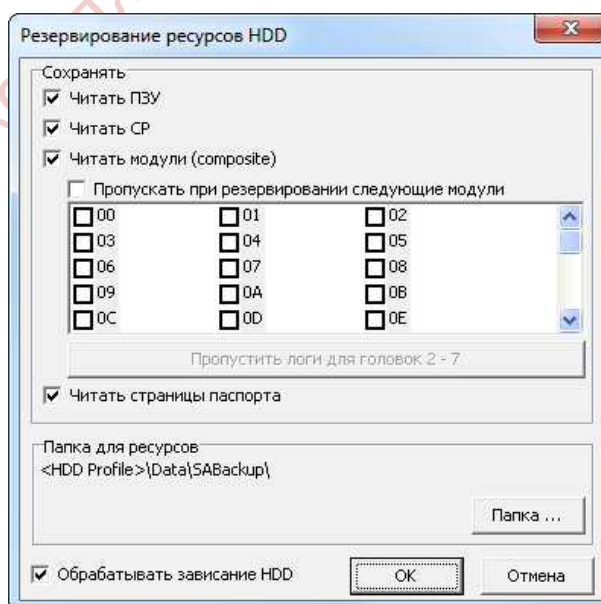 Резервирование ресурсов HDD
Сохранять
Читать ПЗУ
Читать СР
Читать модули (composite)
Пропускать при резервировании следующие модули
00 01 02
03 04 05
06 07 08
09 0A 0B
0C 0D 0E
Пропустить логи для головок 2 - 7
Читать страницы паспорта
Папка для ресурсов
<HDD Profile>\Data\SABackup\
Папка ...
Обрабатывать зависание HDD
OK
Отмена